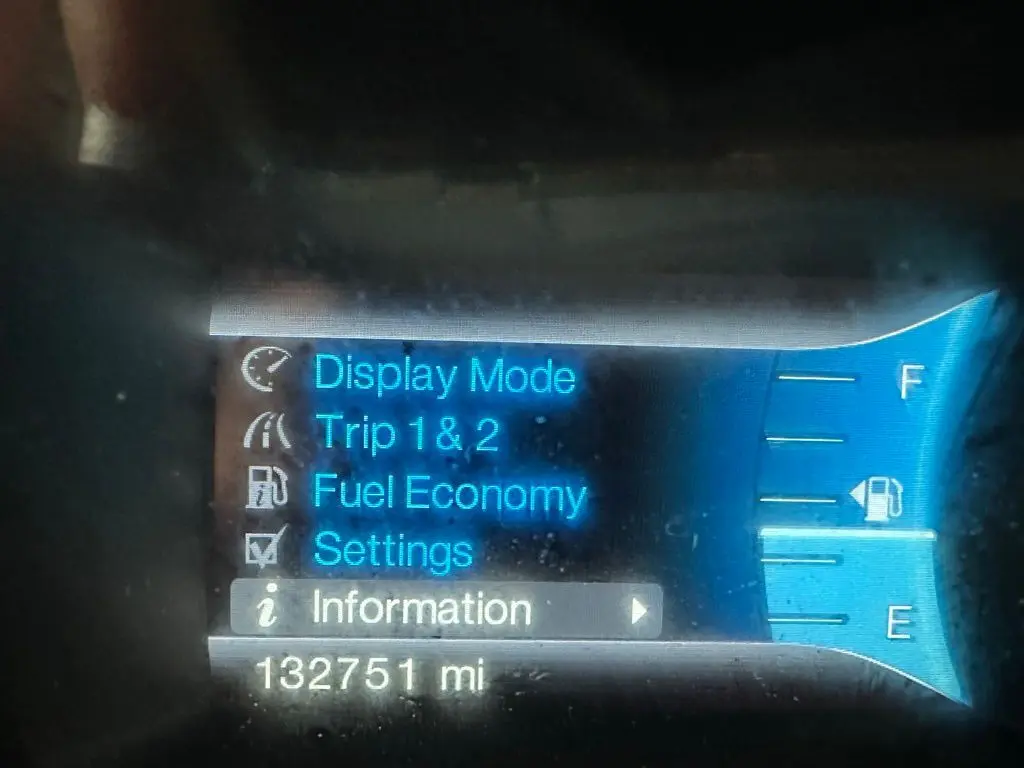 Display Mode
F
Trip 1 & 2
Fuel Economy
Settings
Information
E
132751 mi